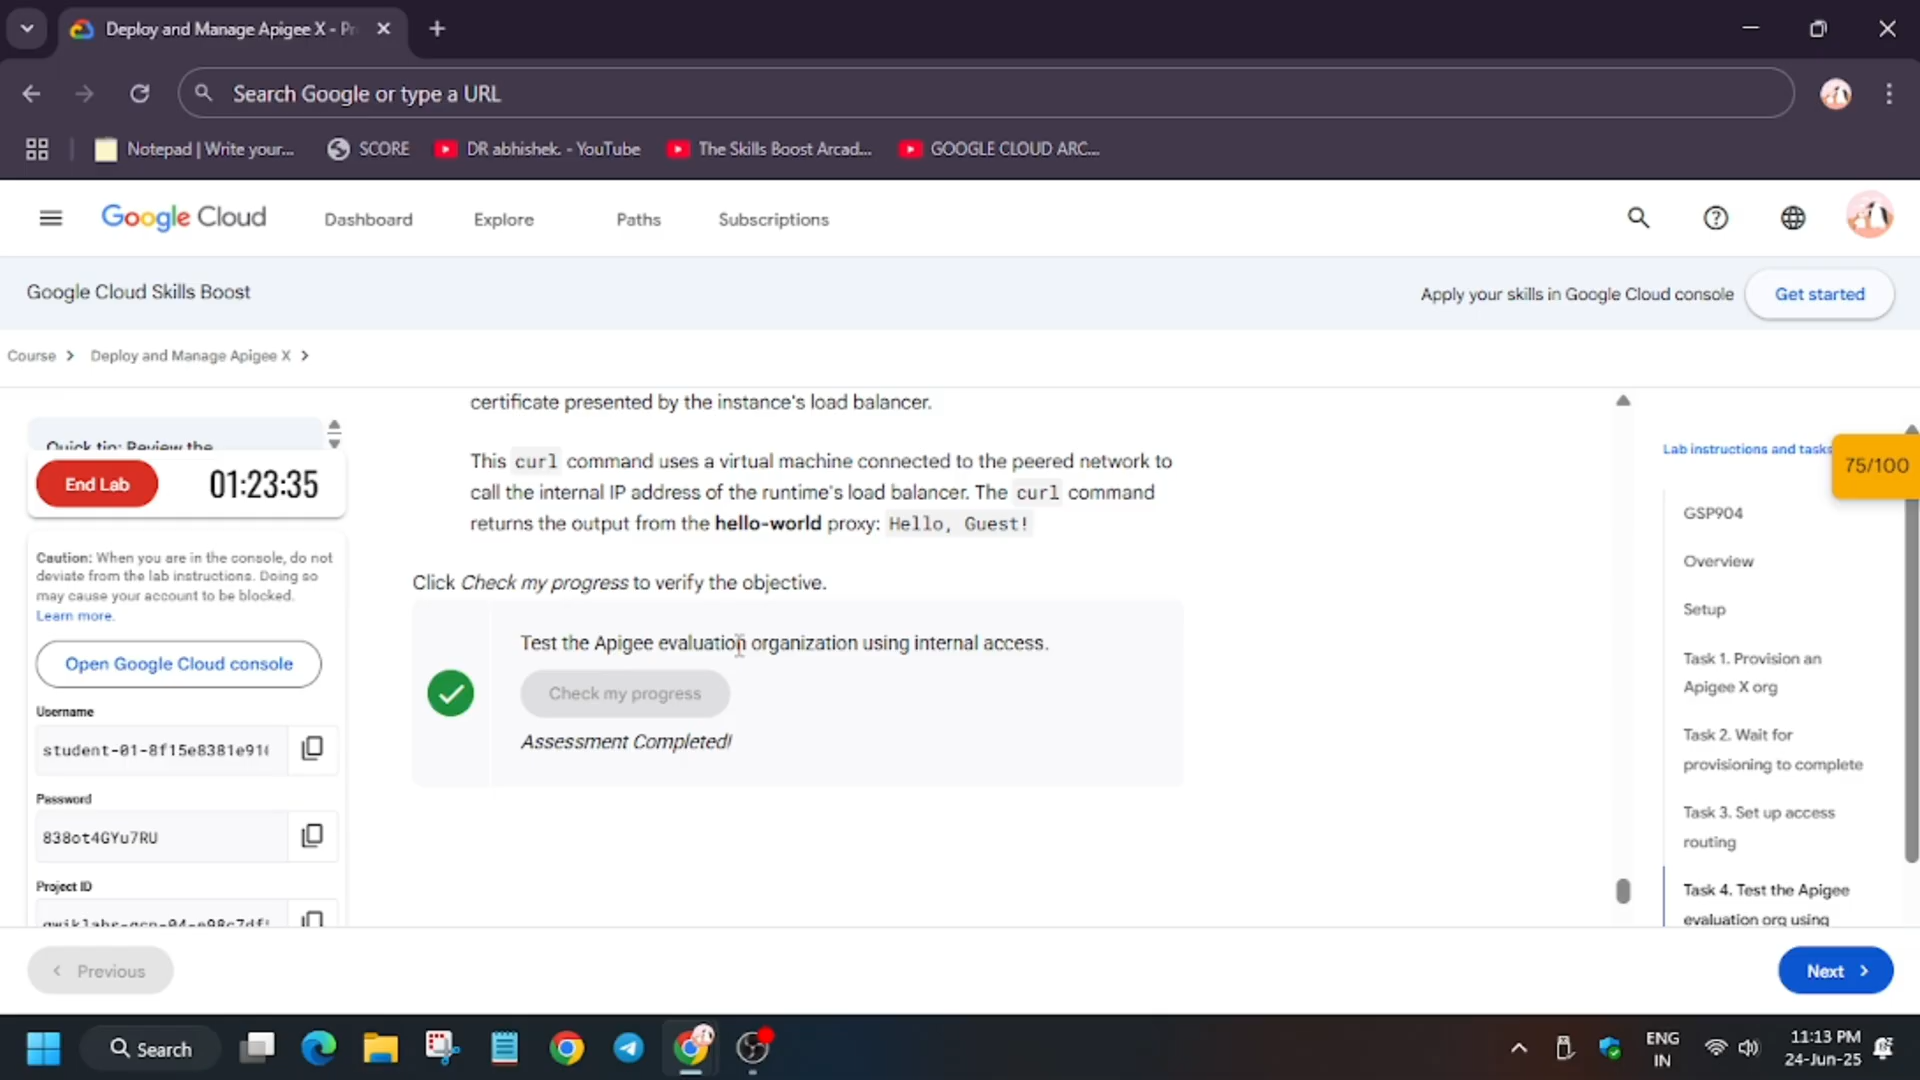 Deploy and Manage Apigee X - Pr
Search Google or type a URL
Notepad | Write your...
SCORE
DR abhishek. - YouTube
The Skills Boost Arcad...
GOOGLE CLOUD ARC...
Google Cloud
Dashboard
Explore
Paths
Subscriptions
Google Cloud Skills Boost
Apply your skills in Google Cloud console
Get started
Course
Deploy and Manage Apigee X
Quick tip: Review the
End Lab
01:23:35
Caution: When you are in the console, do not
deviate from the lab instructions. Doing so
may cause your account to be blocked.
Learn more.
Open Google Cloud console
Username
student-01-8f15e8381e91
Password
838ot4GYu7RU
Project ID
certificate presented by the instance's load balancer.
This curl command uses a virtual machine connected to the peered network to
call the internal IP address of the runtime's load balancer. The curl command
returns the output from the hello-world proxy: Hello, Guest!
Click Check my progress to verify the objective.
Test the Apigee evaluation organization using internal access.
Check my progress
Assessment Completed!
Lab instructions and tasks
75/100
GSP904
Overview
Setup
Task 1. Provision an
Apigee X org
Task 2. Wait for
provisioning to complete
Task 3. Set up access
routing
Task 4. Test the Apigee
evaluation org using
Previous
Next
Search
ENG
IN
11:13 PM
24-Jun-25